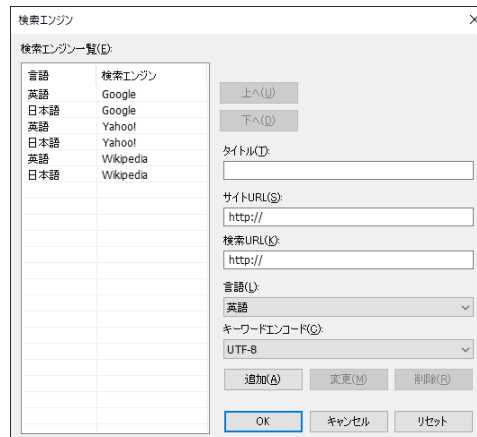 検索エンジン
検索エンジン一覧(E):
言語 検索エンジン
英語 Google
日本語 Google
英語 Yahoo!
日本語 Yahoo!
英語 Wikipedia
日本語 Wikipedia
上へ(U)
下へ(D)
タイトル(T):
サイトURL(S):
http://
検索URL(K):
http://
言語(L):
英語
キーワードエンコード(C):
UTF-8
追加(A) 変更(M) 削除(R)
OK キャンセル リセット